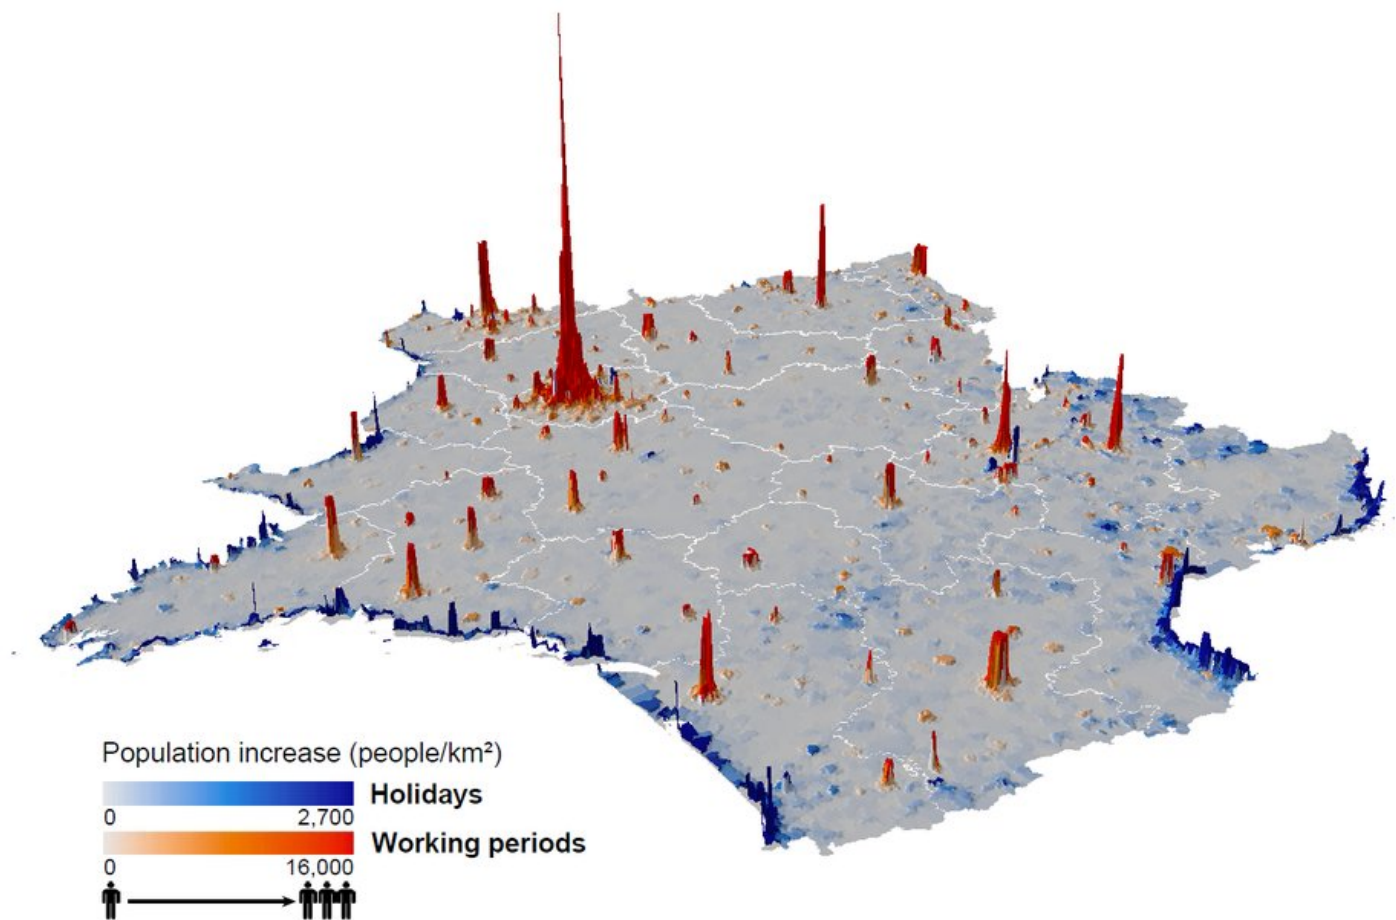 Population increase (people/km²)
Holidays
0 2,700
Working periods
0 16,000